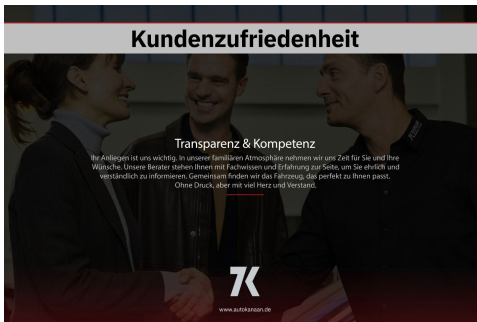 Kundenzufriedenheit
Transparenz & Kompetenz
Ihr Anliegen ist uns wichtig. In unserer familiären Atmosphäre nehmen wir uns Zeit für Sie und Ihre
Wünsche. Unsere Berater stehen Ihnen mit Fachwissen und Erfahrung zur Seite, um Sie ehrlich und
verständlich zu informieren. Gemeinsam finden wir das Fahrzeug, das perfekt zu Ihnen passt.
Ohne Druck, aber mit viel Herz und Verstand.
www.autokanaan.de